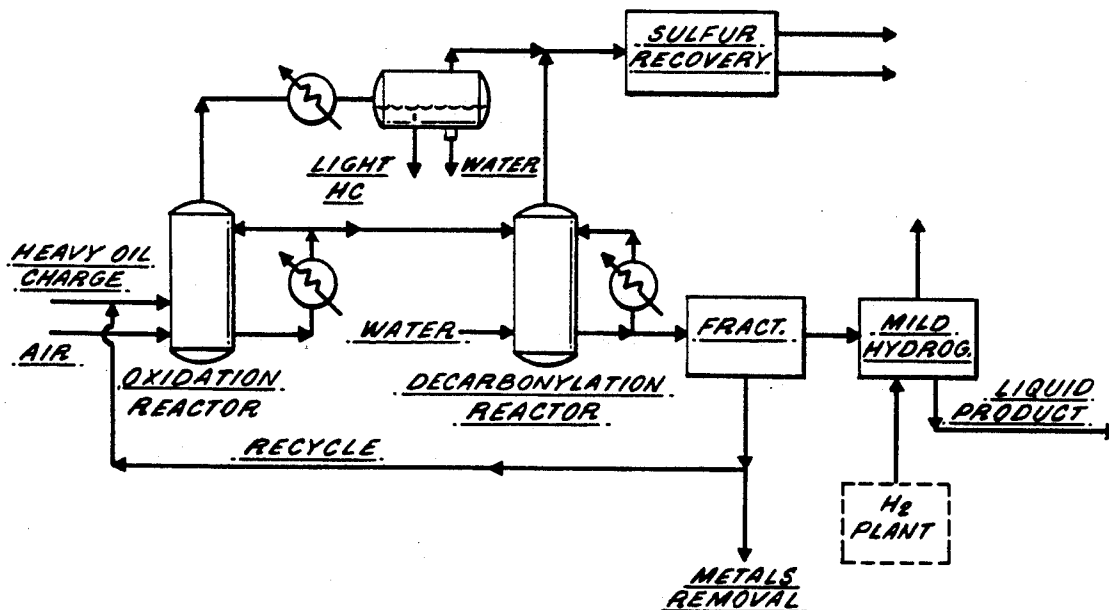 SULFUR
RECOVERY
LIGHT
HC
WATER
HEAVY OIL
CHARGE
AIR
OXIDATION
REACTOR
WATER
DECARBONYLATION
REACTOR
FRACT.
MILD
HYDROG.
LIQUID
PRODUCT
RECYCLE
H2
PLANT
METALS
REMOVAL